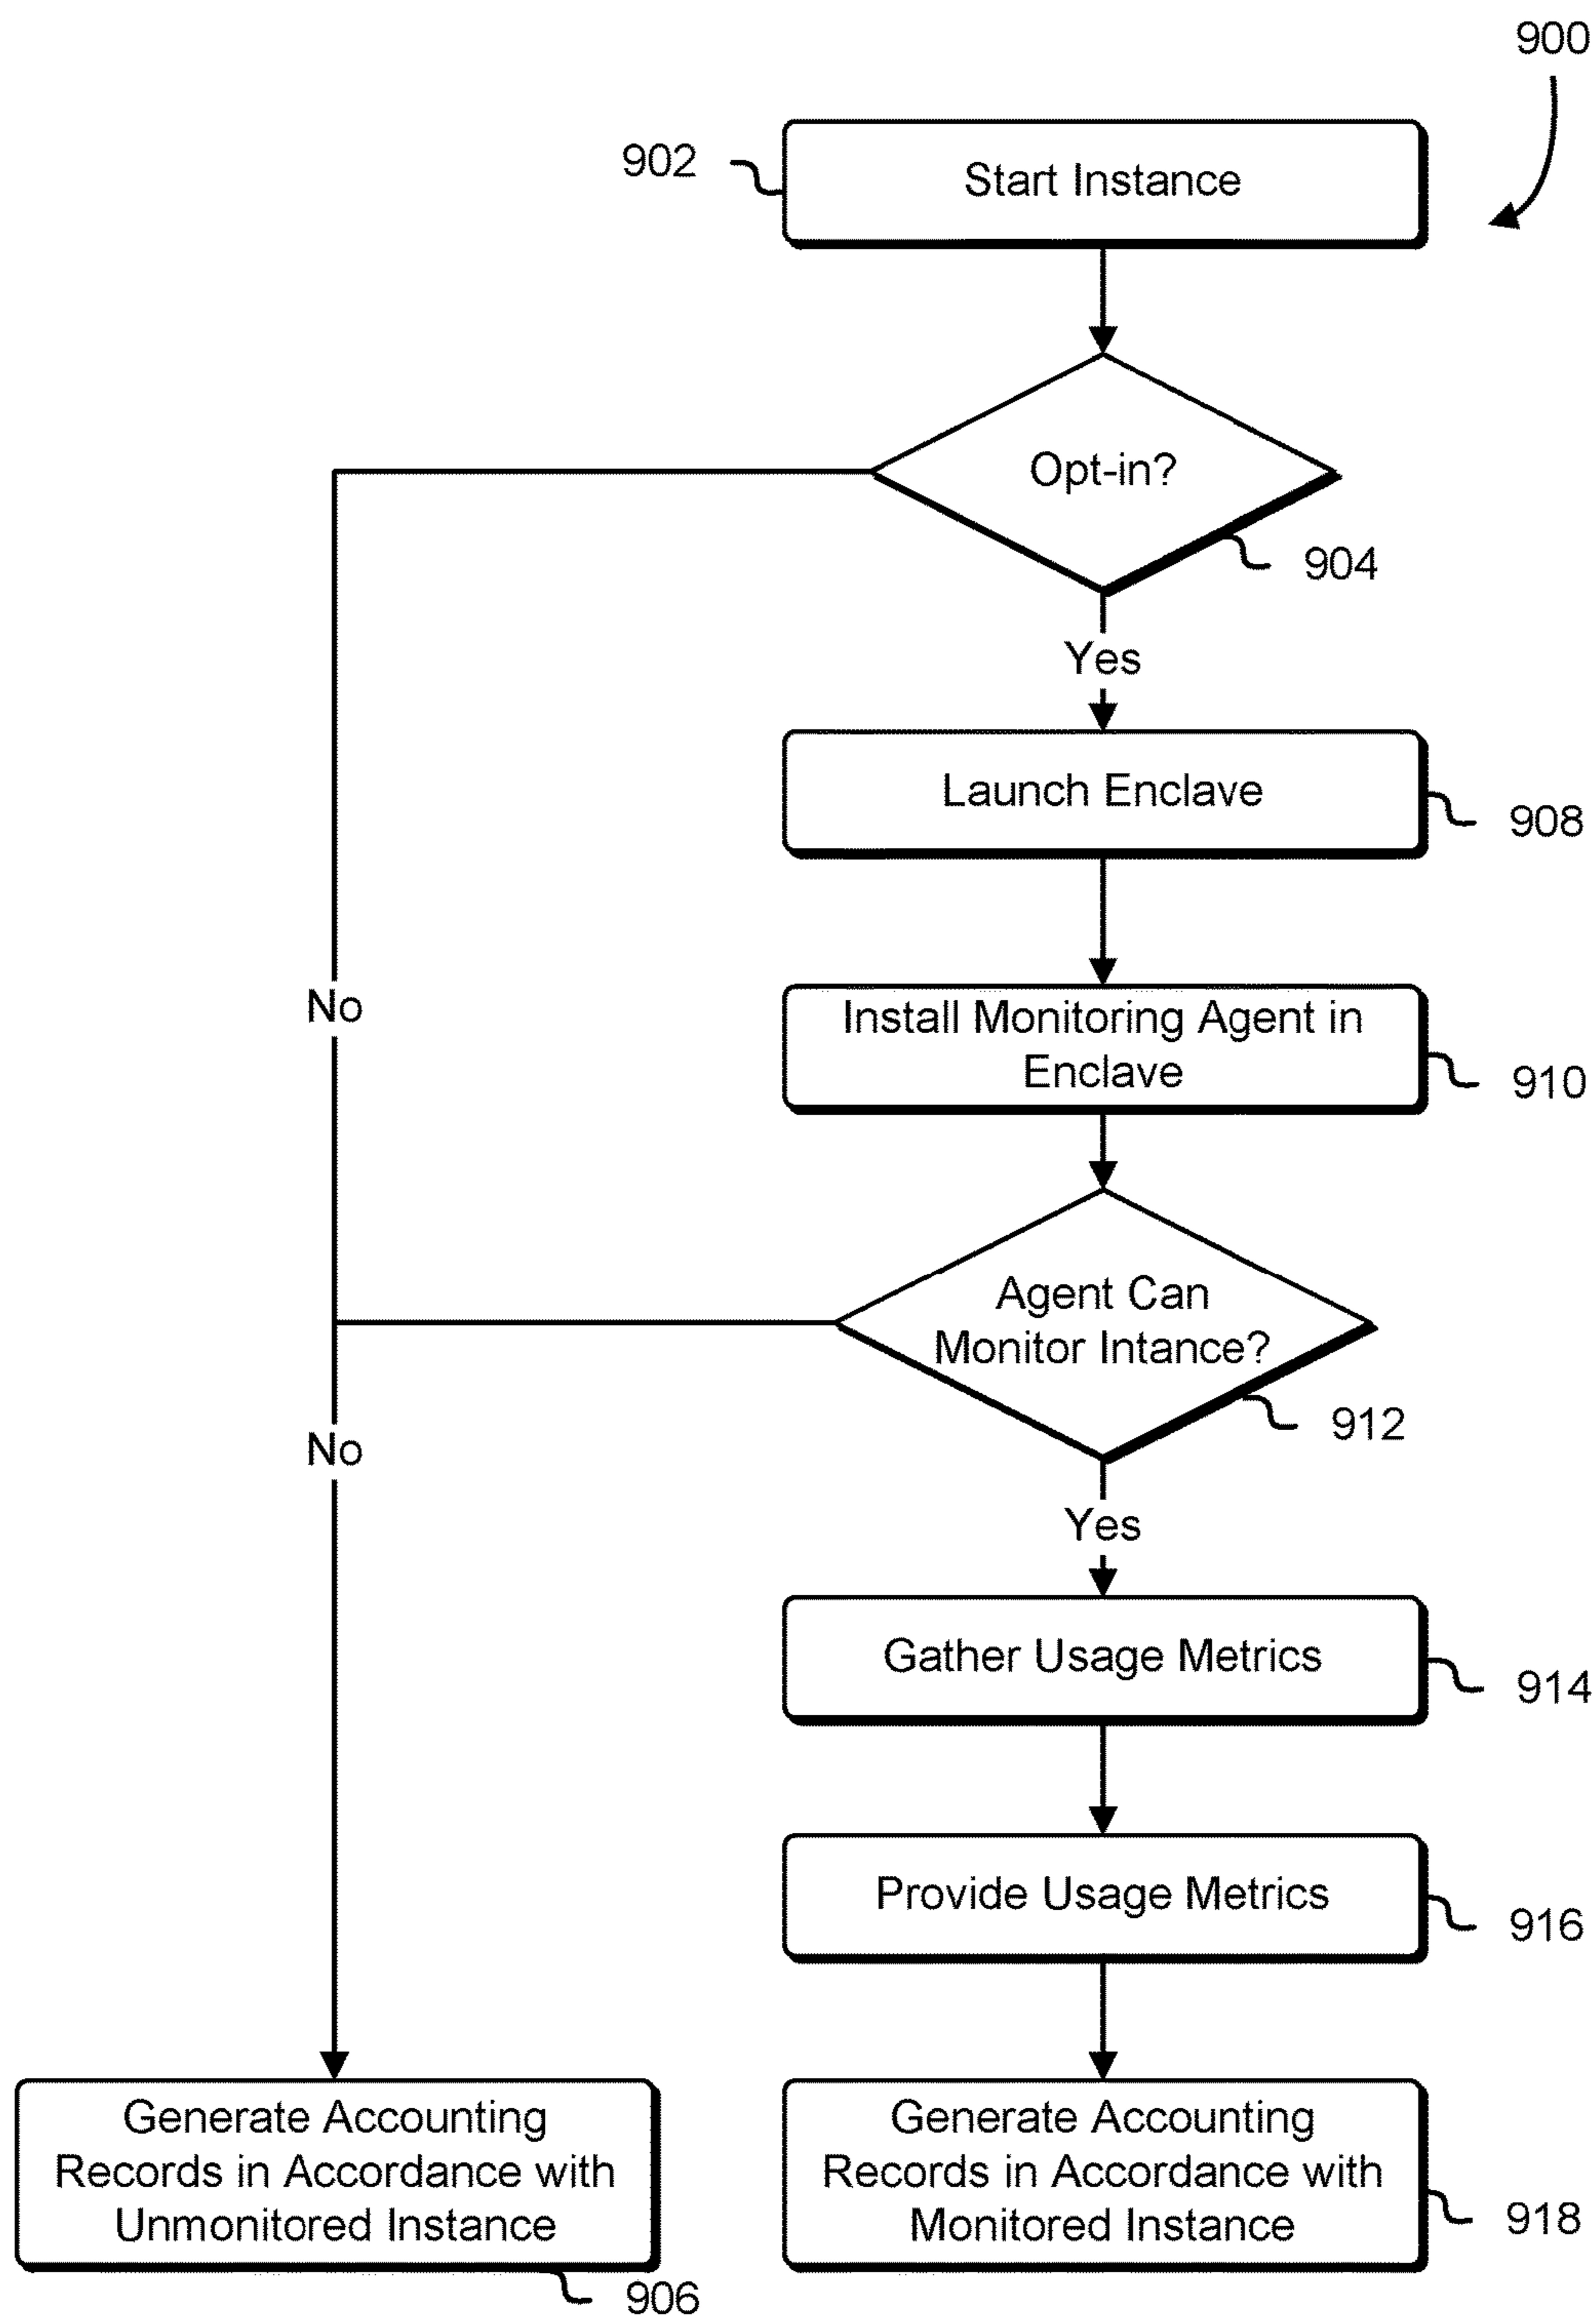 900
902
Start Instance
Opt-in?
904
Yes
Launch Enclave
908
No
Install Monitoring Agent in
Enclave
910
Agent Can
Monitor Intance?
912
No
Yes
Gather Usage Metrics
914
Provide Usage Metrics
916
Generate Accounting
Records in Accordance with
Unmonitored Instance
906
Generate Accounting
Records in Accordance with
Monitored Instance
918